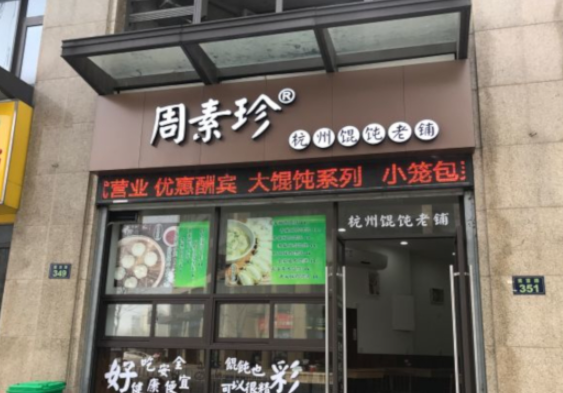 周素珍®
杭州馄饨老铺
营业 优惠酬宾 大馄饨系列 小笼包
杭州馄饨老铺
349
351
好吃安全
健康便宜
馄饨也
可以很精彩